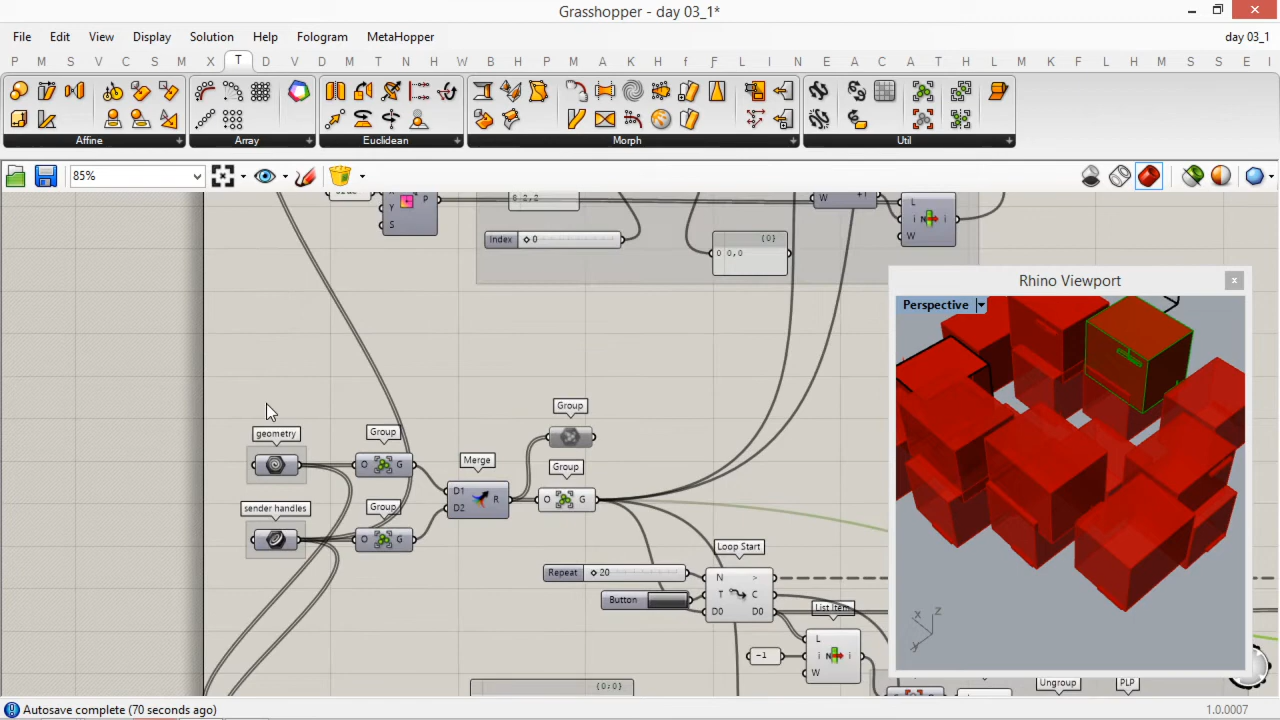 Grasshopper - day 03_1*
File Edit View Display Solution Help Fologram MetaHopper day 03_1
P M S V C S M X T D V T N H W B H P M A K H F F L I N E A X H L S S V P H I
Affine Array Euclidean Morph Util
85%
P
Y
S
6 2,2
Index 0
{0}
0 0,0
W
L
i i
W
Rhino Viewport
Perspective
Group
geometry Group
O G
Merge
Group
D1 R
D2
O G
sender handles Group
O G
Loop Start
Repeat 20
N >
Button
T C
D0 D0
List Item
L
-1
i i
W
{0;0}
Ungroup PLP
x z
y
Autosave complete (70 seconds ago) 1.0.0007